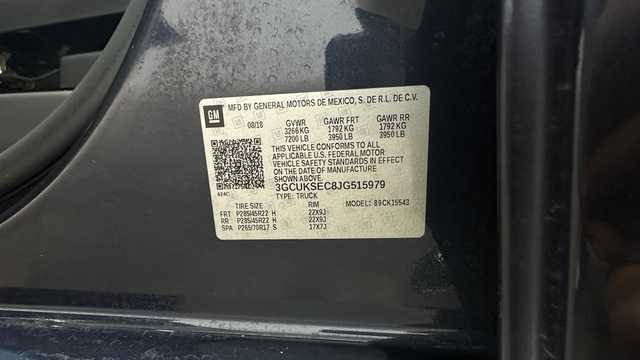 GM
MFD BY GENERAL MOTORS DE MEXICO, S. DE R.L. DE C.V.
08/18 GVWR GAWR FRT GAWR RR
3266 KG 1792 KG 1792 KG
7200 LB 3950 LB 3950 LB
THIS VEHICLE CONFORMS TO ALL
APPLICABLE U.S. FEDERAL MOTOR
VEHICLE SAFETY STANDARDS IN EFFECT
ON THE DATE OF MANUFACTURE
SHOWN ABOVE.
3GCUKSEC8JG515979
TYPE: TRUCK
TIRE SIZE RIM MODEL: 89CK15543
FRT P285/45R22 H 22X9J
RR P285/45R22 H 22X9J
SPA P265/70R17 S 17X7J